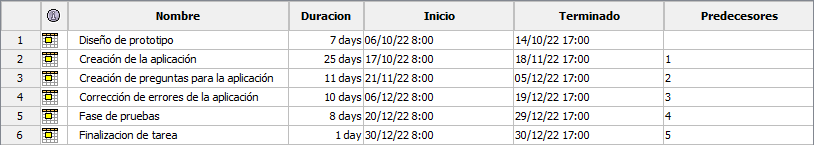 Nombre Duracion Inicio Terminado Predecesores
1 Diseño de prototipo 7 days 06/10/22 8:00 14/10/22 17:00
2 Creación de la aplicación 25 days 17/10/22 8:00 18/11/22 17:00 1
3 Creación de preguntas para la aplicación 11 days 21/11/22 8:00 05/12/22 17:00 2
4 Corrección de errores de la aplicación 10 days 06/12/22 8:00 19/12/22 17:00 3
5 Fase de pruebas 8 days 20/12/22 8:00 29/12/22 17:00 4
6 Finalizacion de tarea 1 day 30/12/22 8:00 30/12/22 17:00 5